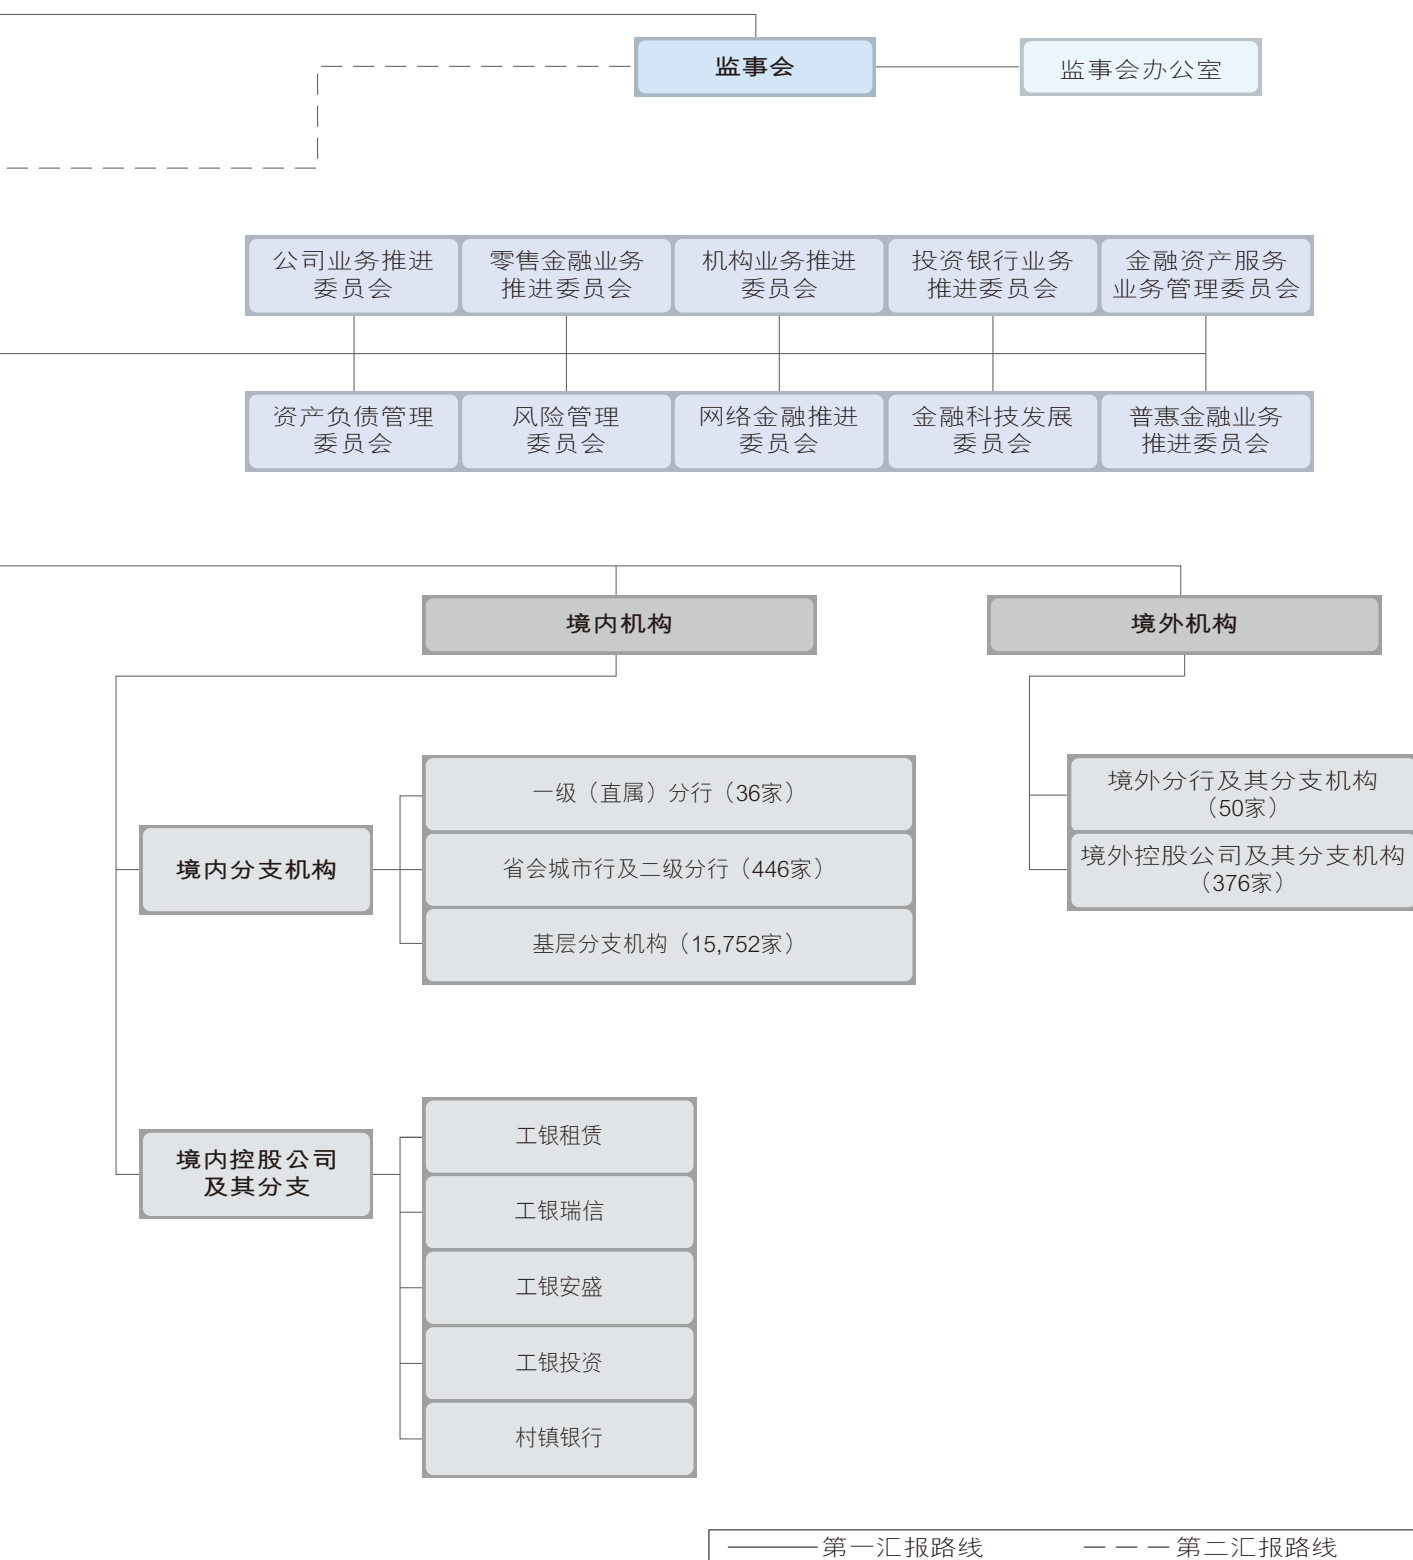 监事会
监事会办公室
公司业务推进
委员会
零售金融业务
推进委员会
机构业务推进
委员会
投资银行业务
推进委员会
金融资产服务
业务管理委员会
资产负债管理
委员会
风险管理
委员会
网络金融推进
委员会
金融科技发展
委员会
普惠金融业务
推进委员会
境内机构
境外机构
境内分支机构
一级（直属）分行（36家）
省会城市行及二级分行（446家）
基层分支机构（15,752家）
境外分行及其分支机构
（50家）
境外控股公司及其分支机构
（376家）
境内控股公司
及其分支
工银租赁
工银瑞信
工银安盛
工银投资
村镇银行
第一汇报路线
第二汇报路线